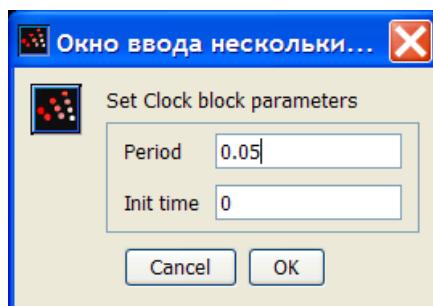 Окно ввода нескольки...
Set Clock block parameters
Period 0.05
Init time 0
Cancel OK